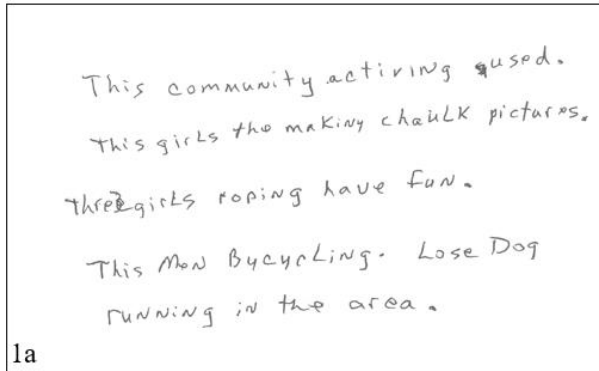 This community activing used.
This girls the making chaulk pictures.
three girls roping have fun.
This Man Bycycling. Lose Dog
running in the area.
1a